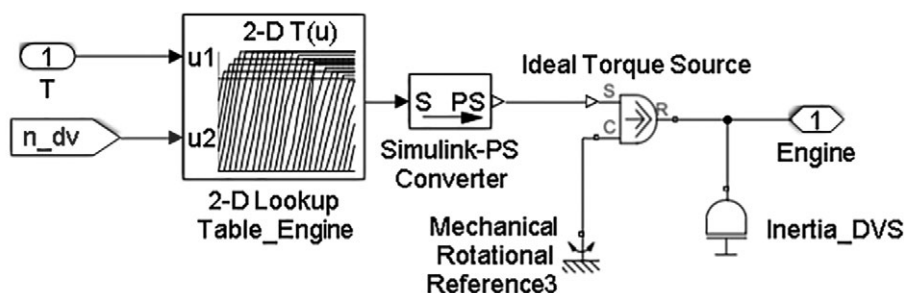 2-D T(u)
u1
u2
1
T
n_dv
2-D Lookup
Table_Engine
S PS
Simulink-PS
Converter
Ideal Torque Source
S
C
R
Mechanical
Rotational
Reference3
1
Engine
Inertia_DVS